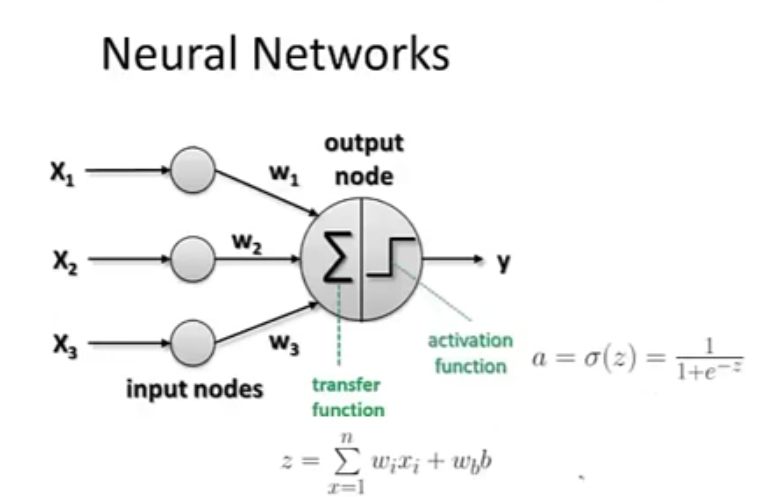 Neural Networks
output
node
X₁
w₁
X₂
w₂
Σ
y
X₃
w₃
input nodes
transfer
function
activation
function
a = σ(z) = 1/(1+e^{-z})
z = ∑_{x=1}^{n} w_i x_i + w_b b